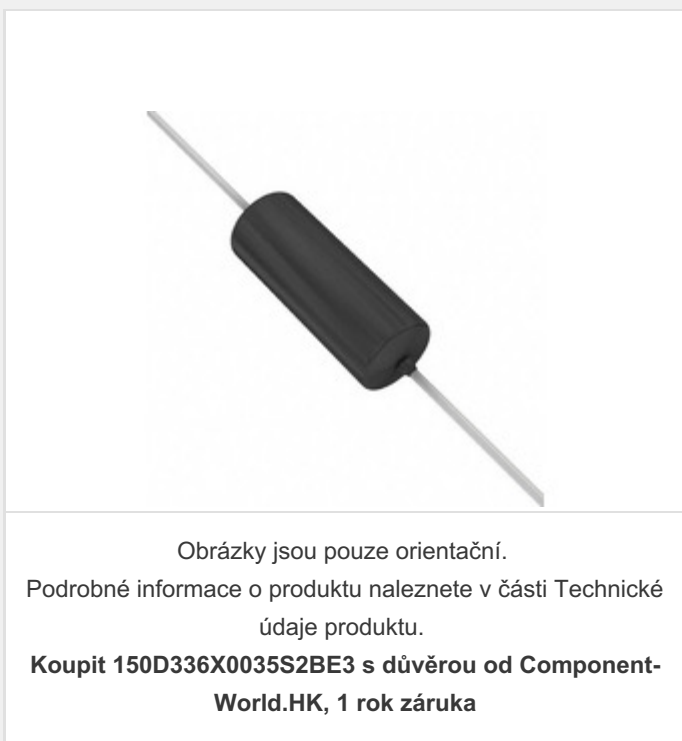 Obrázky jsou pouze orientační.
Podrobné informace o produktu naleznete v části Technické
údaje produktu.
Koupit 150D336X0035S2BE3 s důvěrou od Component-
World.HK, 1 rok záruka